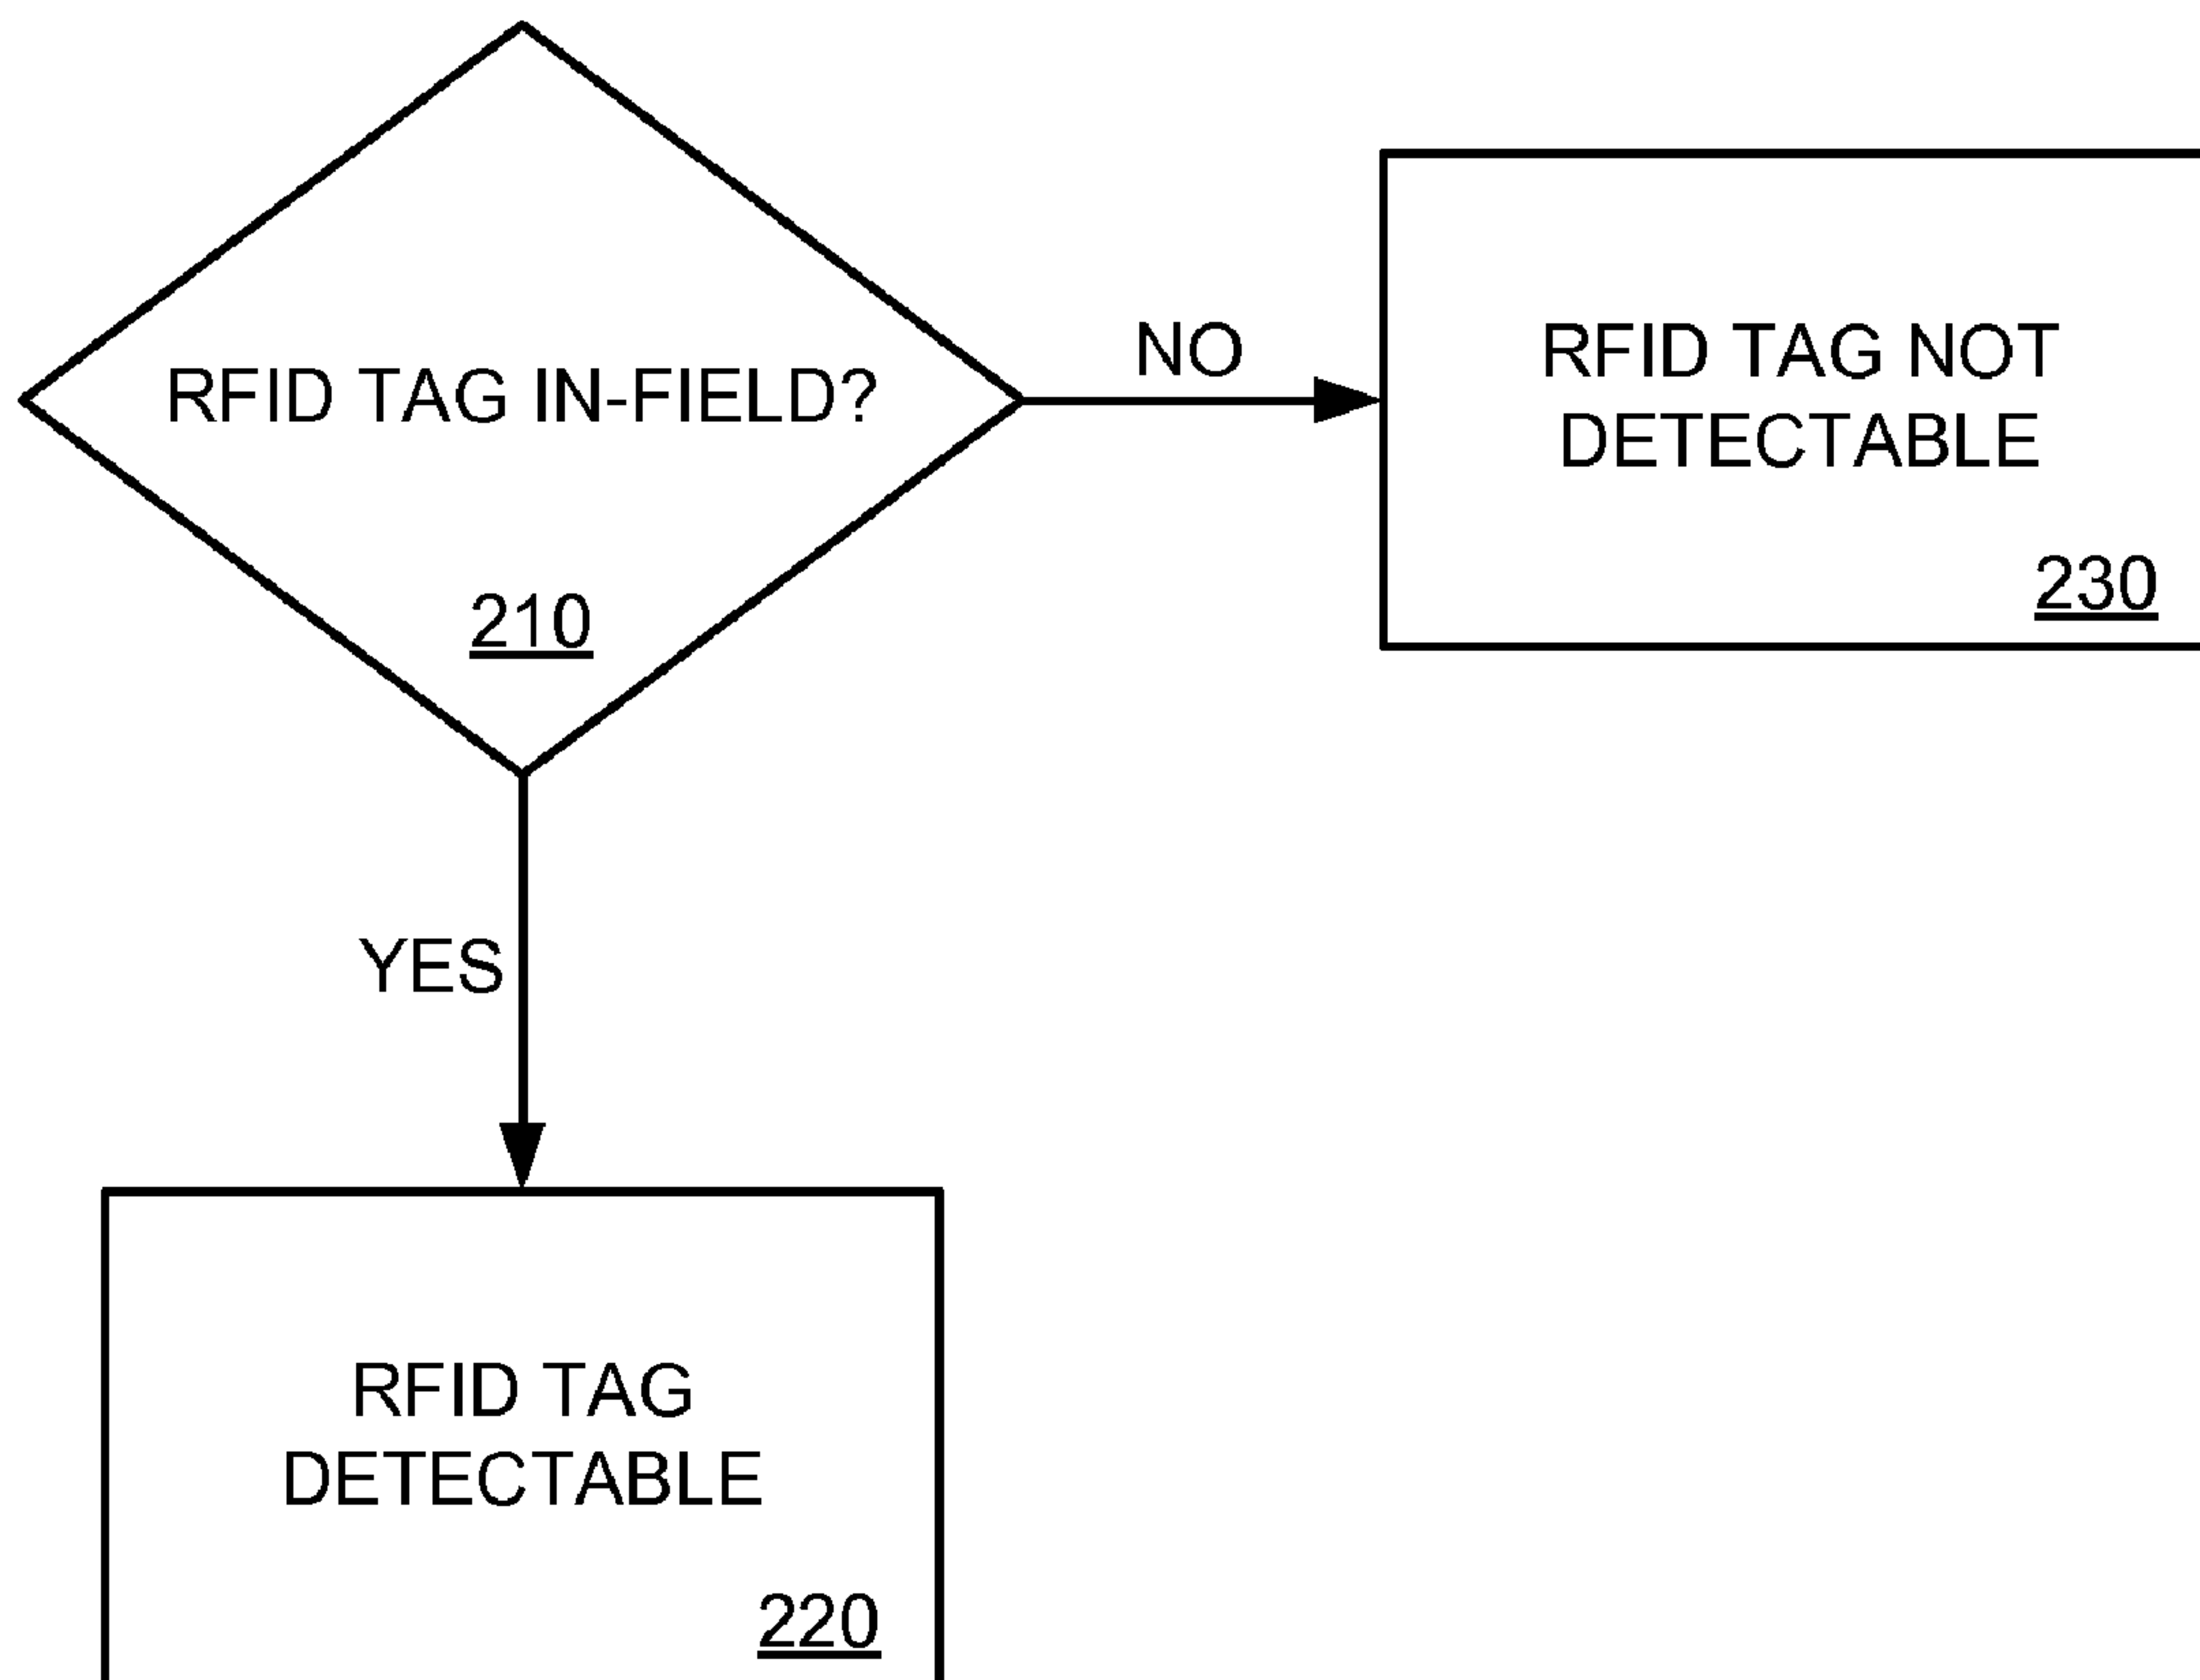 RFID TAG IN-FIELD?
210
NO
RFID TAG NOT
DETECTABLE
230
YES
RFID TAG
DETECTABLE
220